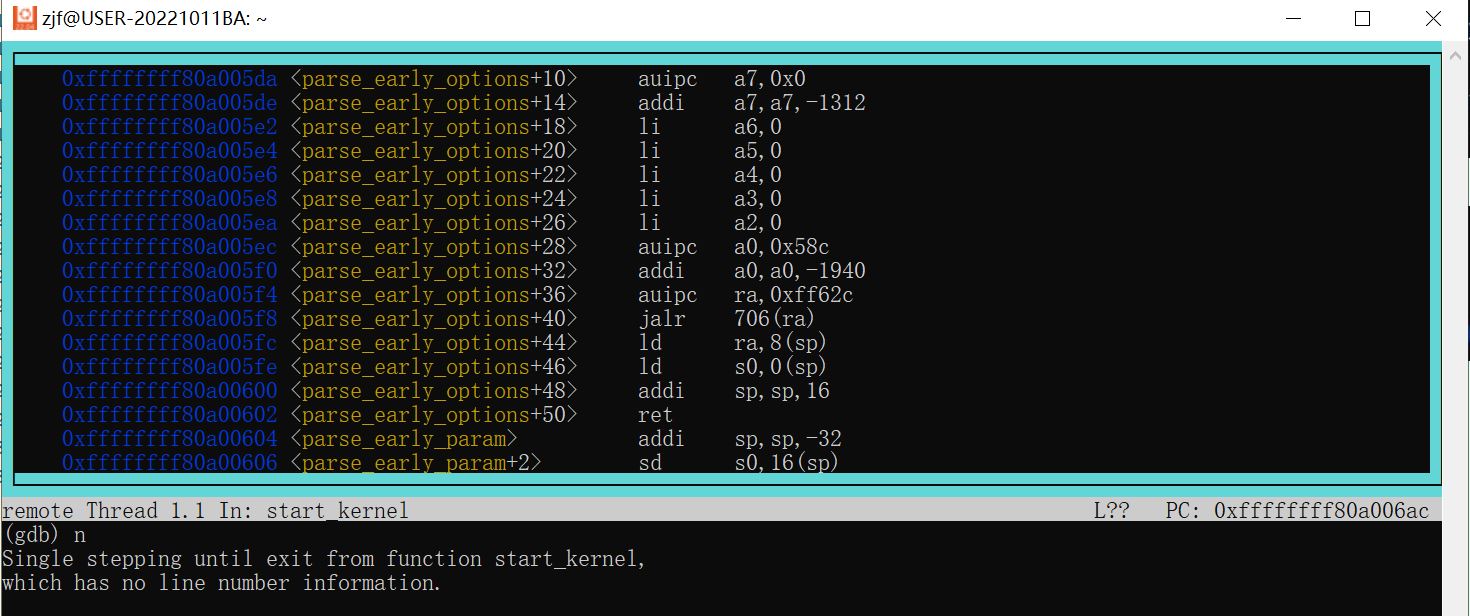 zjf@USER-20221011BA: ~
0xffffffff80a005da <parse_early_options+10> auipc a7,0x0
0xffffffff80a005de <parse_early_options+14> addi a7,a7,-1312
0xffffffff80a005e2 <parse_early_options+18> li a6,0
0xffffffff80a005e4 <parse_early_options+20> li a5,0
0xffffffff80a005e6 <parse_early_options+22> li a4,0
0xffffffff80a005e8 <parse_early_options+24> li a3,0
0xffffffff80a005ea <parse_early_options+26> li a2,0
0xffffffff80a005ec <parse_early_options+28> auipc a0,0x58c
0xffffffff80a005f0 <parse_early_options+32> addi a0,a0,-1940
0xffffffff80a005f4 <parse_early_options+36> auipc ra,0xff62c
0xffffffff80a005f8 <parse_early_options+40> jalr 706(ra)
0xffffffff80a005fc <parse_early_options+44> ld ra,8(sp)
0xffffffff80a005fe <parse_early_options+46> ld s0,0(sp)
0xffffffff80a00600 <parse_early_options+48> addi sp,sp,16
0xffffffff80a00602 <parse_early_options+50> ret
0xffffffff80a00604 <parse_early_param> addi sp,sp,-32
0xffffffff80a00606 <parse_early_param+2> sd s0,16(sp)
remote Thread 1.1 In: start_kernel L?? PC: 0xffffffff80a006ac
(gdb) n
Single stepping until exit from function start_kernel,
which has no line number information.